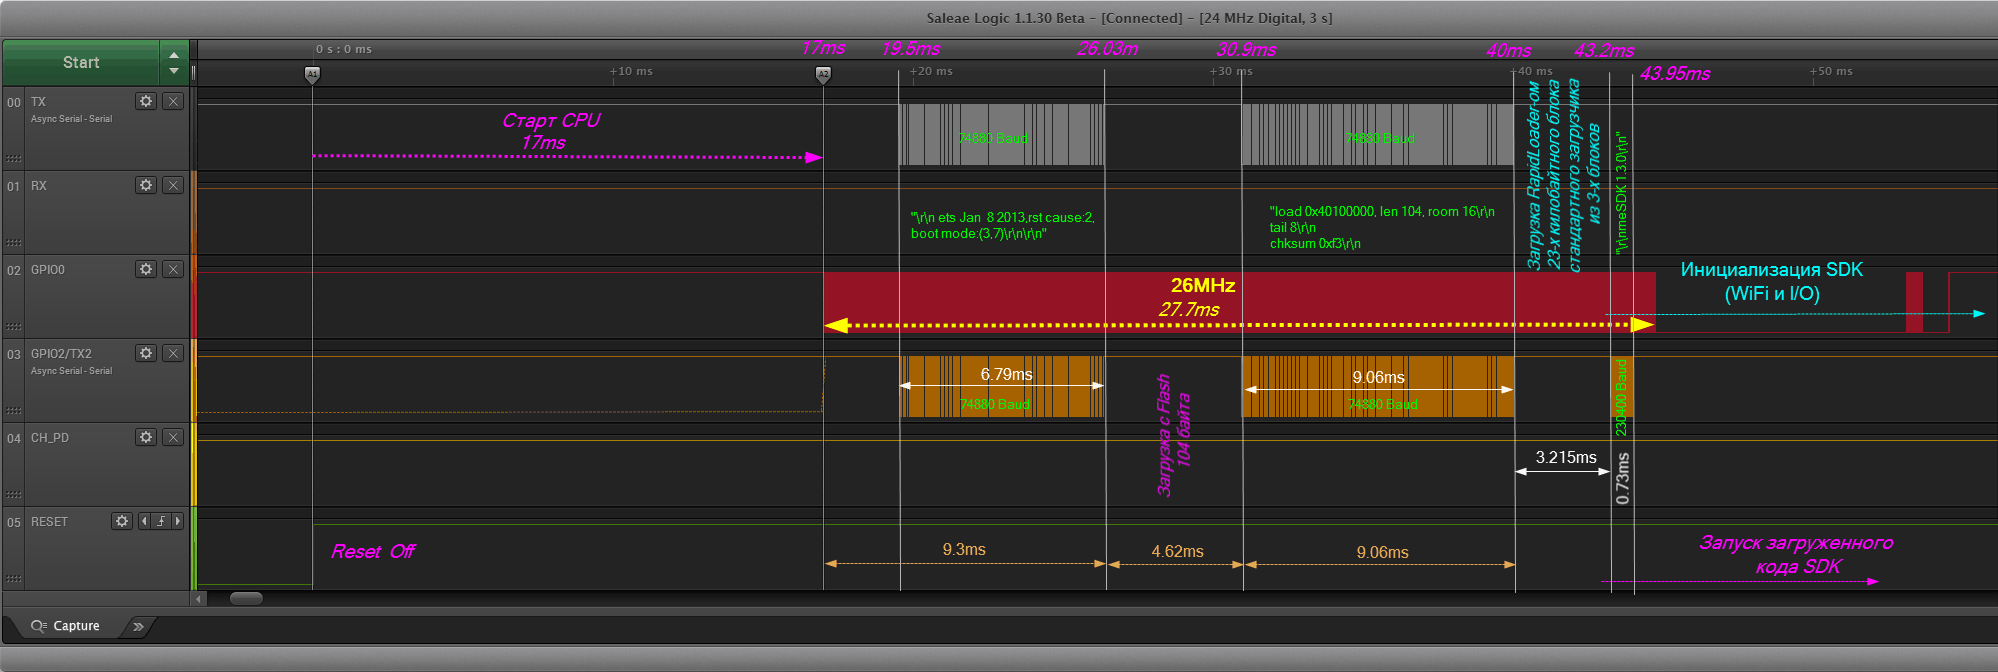 Saleae Logic 1.1.30 Beta - [Connected] - [24 MHz Digital, 3 s]
Start
0 s : 0 ms
17ms
19.5ms
26.03m
30.9ms
40ms
43.2ms
43.95ms
A1
+10 ms
A2
+20 ms
+30 ms
+40 ms
+50 ms
00 TX
Async Serial - Serial
Старт CPU
17ms
74880 Baud
74880 Baud
Загрузка RapidLoader-ом
23-х килобайтного блока
стандартного загрузчика
из 3-х блоков
"\r\nmeSDK 1.3.0\r\n"
01 RX
"\r\n ets Jan 8 2013,rst cause:2,
boot mode:(3,7)\r\n\r\n"
"load 0x40100000, len 104, room 16\r\n
tail 8\r\n
chksum 0xf3\r\n
02 GPIO0
26MHz
27.7ms
Инициализация SDK
(WiFi и I/O)
03 GPIO2/TX2
Async Serial - Serial
6.79ms
74880 Baud
Загрузка с Flash
104 байта
9.06ms
74880 Baud
230400 Baud
04 CH_PD
3.215ms
0.73ms
05 RESET
Reset Off
9.3ms
4.62ms
9.06ms
Запуск загруженного
кода SDK
Capture